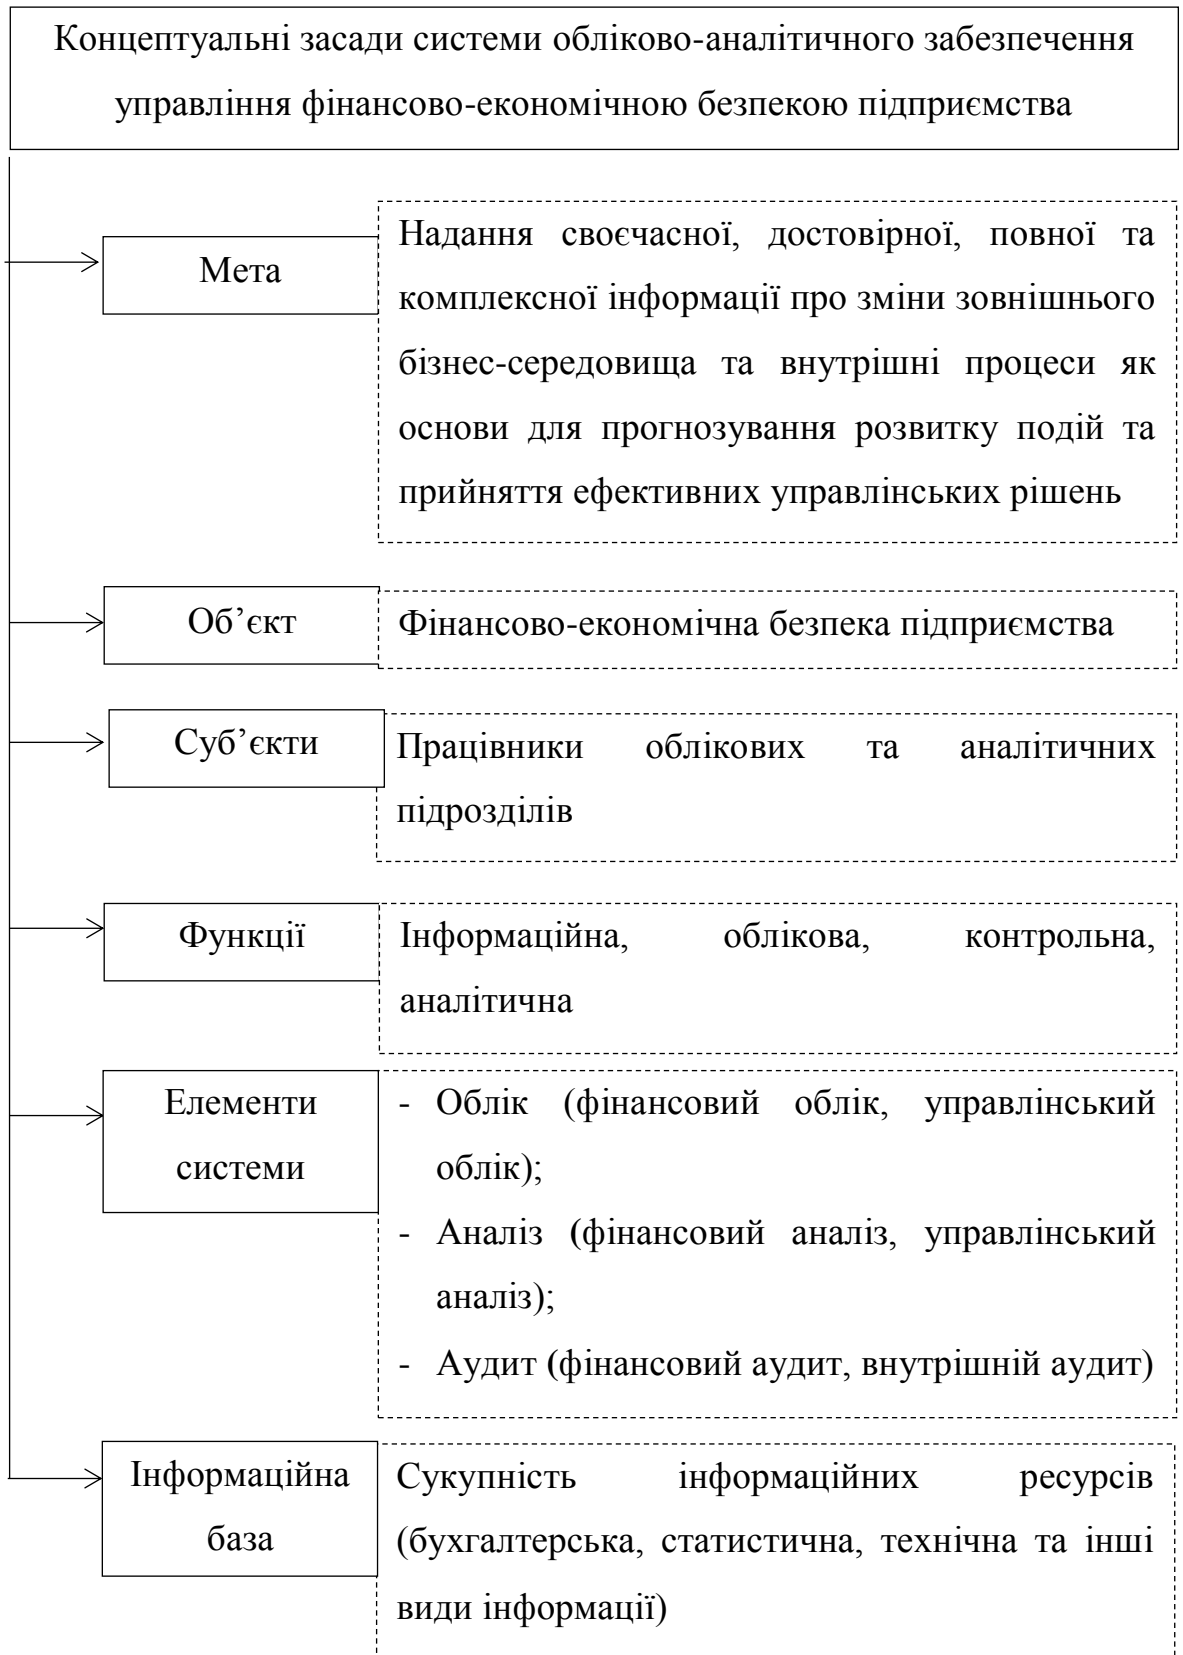 Концептуальні засади системи обліково-аналітичного забезпечення
управління фінансово-економічною безпекою підприємства
Мета
Надання своєчасної, достовірної, повної та
комплексної інформації про зміни зовнішнього
бізнес-середовища та внутрішні процеси як
основи для прогнозування розвитку подій та
прийняття ефективних управлінських рішень
Об’єкт
Фінансово-економічна безпека підприємства
Суб’єкти
Працівники облікових та аналітичних
підрозділів
Функції
Інформаційна, облікова, контрольна,
аналітична
Елементи
системи
- Облік (фінансовий облік, управлінський
облік);
- Аналіз (фінансовий аналіз, управлінський
аналіз);
- Аудит (фінансовий аудит, внутрішній аудит)
Інформаційна
база
Сукупність інформаційних ресурсів
(бухгалтерська, статистична, технічна та інші
види інформації)